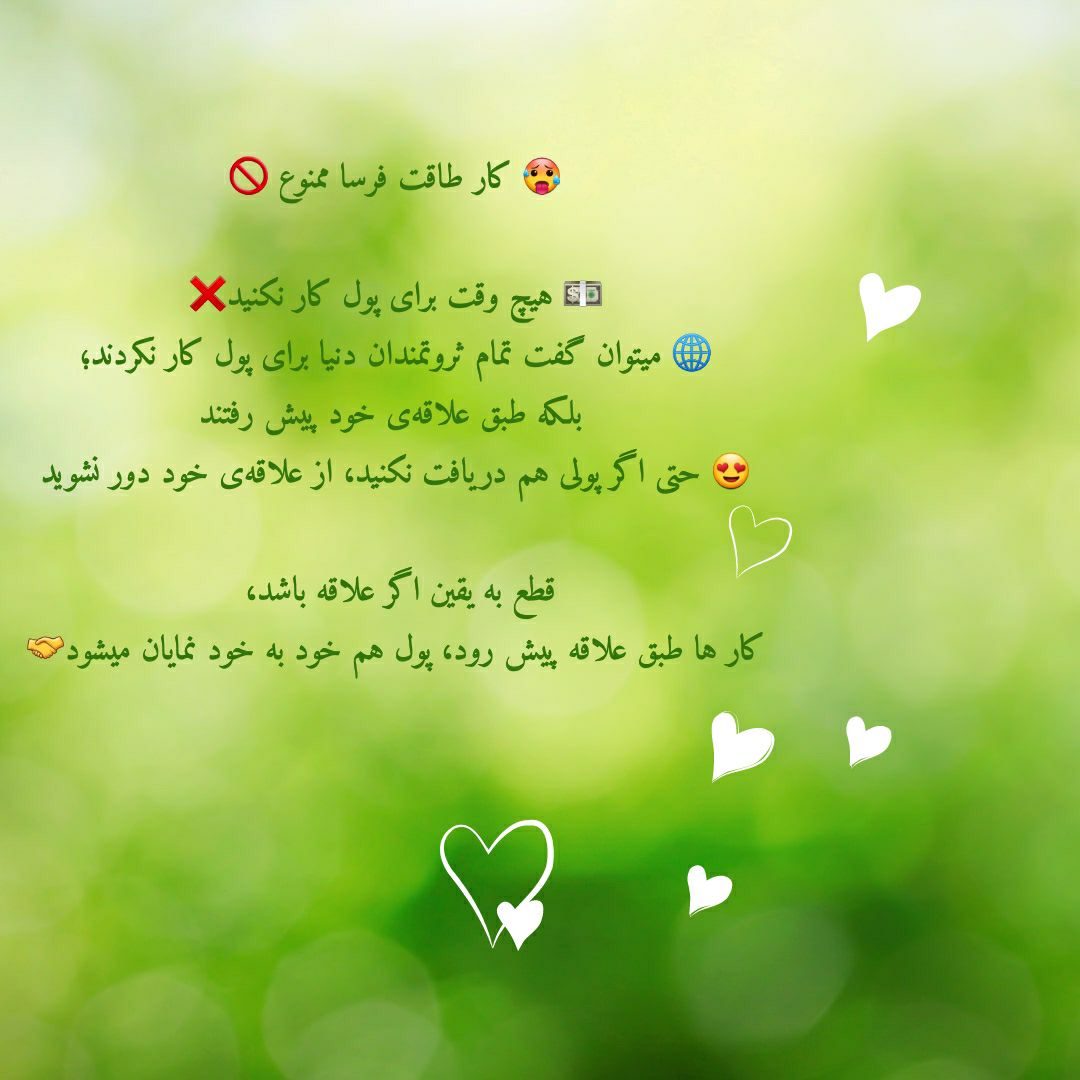 🥵 کار طاقت فرسا ممنوع 🚫
💵 هیچ وقت برای پول کار نکنید❌
🌐 میتوان گفت تمام ثروتمندان دنیا برای پول کار نکردند؛
بلکه طبق علاقه‌ی خود پیش رفتند
😍 حتی اگر پولی هم دریافت نکنید، از علاقه‌ی خود دور نشوید
قطع به یقین اگر علاقه باشد،
کار ها طبق علاقه پیش رود، پول هم خود به خود نمایان میشود🤝